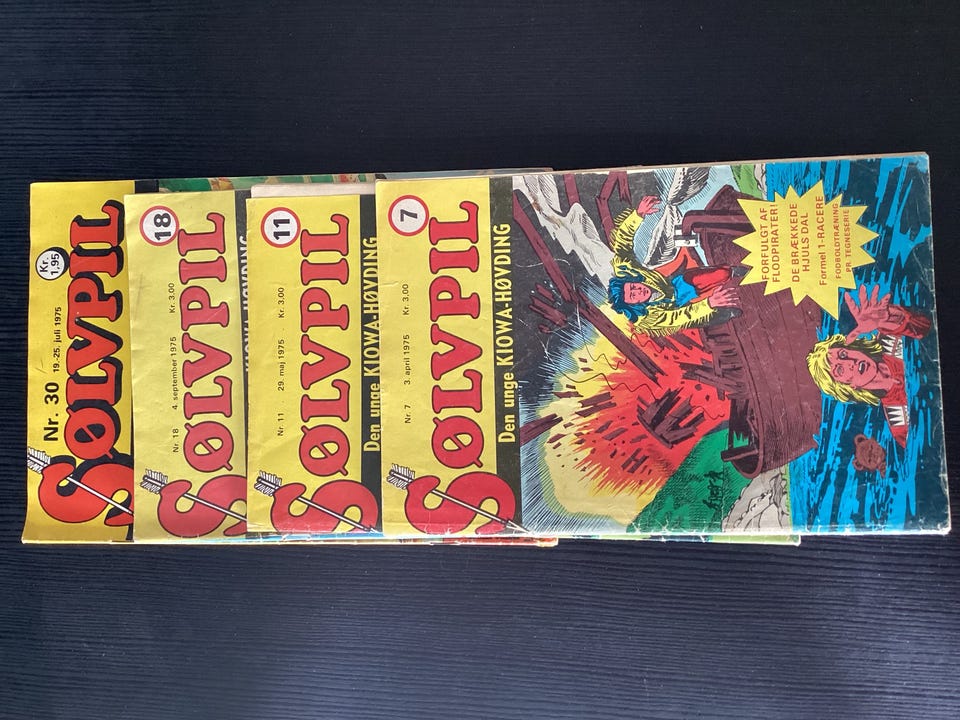 Nr. 30
19.-25. juli 1975
Kr.
1,95
SØLVPIL
18
Nr. 18
4. september 1975
Kr. 3.00
SØLVPIL
KIOWA-HØVDING
11
Nr. 11
29. maj 1975
Kr. 3.00
SØLVPIL
Den unge KIOWA-HØVDING
7
Nr. 7
3. april 1975
Kr. 3.00
SØLVPIL
Den unge KIOWA-HØVDING
FORFULGT AF
FLODPIRATER!
DE BRÆKKEDE
HJULS DAL
Formel 1-RACERE
FODBOLDTRÆNING
PR. TEGNESERIE